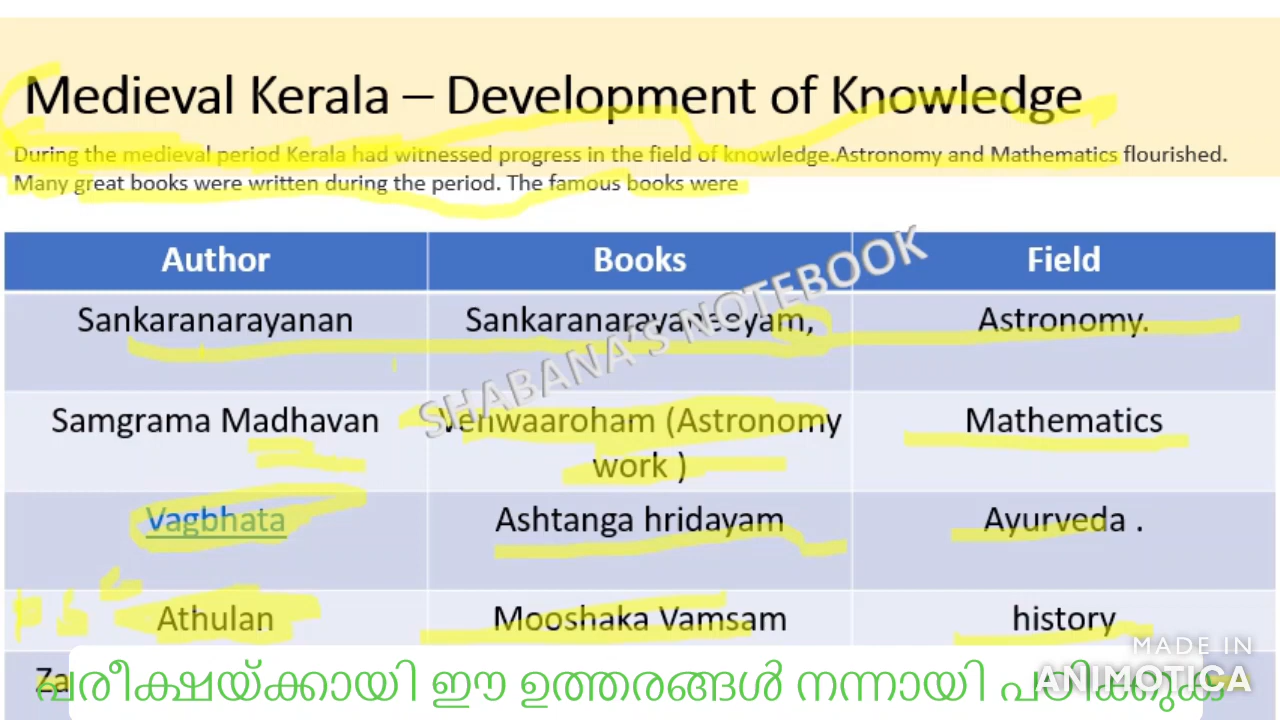 Medieval Kerala – Development of Knowledge
During the medieval period Kerala had witnessed progress in the field of knowledge.Astronomy and Mathematics flourished.
Many great books were written during the period. The famous books were
Author Books Field
Sankaranarayanan Sankaranarayaneeyam, Astronomy.
Samgrama Madhavan Venwaaroham (Astronomy Mathematics
work )
Vagbhata Ashtanga hridayam Ayurveda .
Athulan Mooshaka Vamsam history
SHABANA'S NOTEBOOK
MADE IN
ANIMOTICA
പരീക്ഷയ്ക്കായി ഈ ഉത്തരങ്ങൾ നന്നായി പഠിക്കുക